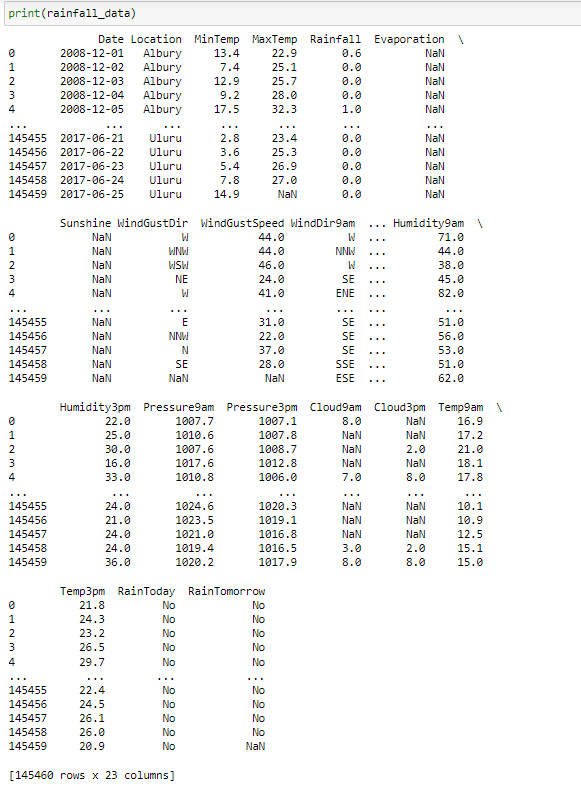 print(rainfall_data)
Date Location MinTemp MaxTemp Rainfall Evaporation \
0 2008-12-01 Albury 13.4 22.9 0.6 NaN
1 2008-12-02 Albury 7.4 25.1 0.0 NaN
2 2008-12-03 Albury 12.9 25.7 0.0 NaN
3 2008-12-04 Albury 9.2 28.0 0.0 NaN
4 2008-12-05 Albury 17.5 32.3 1.0 NaN
... ... ... ... ... ... ...
145455 2017-06-21 Uluru 2.8 23.4 0.0 NaN
145456 2017-06-22 Uluru 3.6 25.3 0.0 NaN
145457 2017-06-23 Uluru 5.4 26.9 0.0 NaN
145458 2017-06-24 Uluru 7.8 27.0 0.0 NaN
145459 2017-06-25 Uluru 14.9 NaN 0.0 NaN
Sunshine WindGustDir WindGustSpeed WindDir9am ... Humidity9am \
0 NaN W 44.0 W ... 71.0
1 NaN WNW 44.0 NNW ... 44.0
2 NaN WSW 46.0 W ... 38.0
3 NaN NE 24.0 SE ... 45.0
4 NaN W 41.0 ENE ... 82.0
... ... ... ... ... ... ...
145455 NaN E 31.0 SE ... 51.0
145456 NaN NNW 22.0 SE ... 56.0
145457 NaN N 37.0 SE ... 53.0
145458 NaN SE 28.0 SSE ... 51.0
145459 NaN NaN NaN ESE ... 62.0
Humidity3pm Pressure9am Pressure3pm Cloud9am Cloud3pm Temp9am \
0 22.0 1007.7 1007.1 8.0 NaN 16.9
1 25.0 1010.6 1007.8 NaN NaN 17.2
2 30.0 1007.6 1008.7 NaN 2.0 21.0
3 16.0 1017.6 1012.8 NaN NaN 18.1
4 33.0 1010.8 1006.0 7.0 8.0 17.8
... ... ... ... ... ... ...
145455 24.0 1024.6 1020.3 NaN NaN 10.1
145456 21.0 1023.5 1019.1 NaN NaN 10.9
145457 24.0 1021.0 1016.8 NaN NaN 12.5
145458 24.0 1019.4 1016.5 3.0 2.0 15.1
145459 36.0 1020.2 1017.9 8.0 8.0 15.0
Temp3pm RainToday RainTomorrow
0 21.8 No No
1 24.3 No No
2 23.2 No No
3 26.5 No No
4 29.7 No No
... ... ... ...
145455 22.4 No No
145456 24.5 No No
145457 26.1 No No
145458 26.0 No No
145459 20.9 No NaN
[145460 rows x 23 columns]